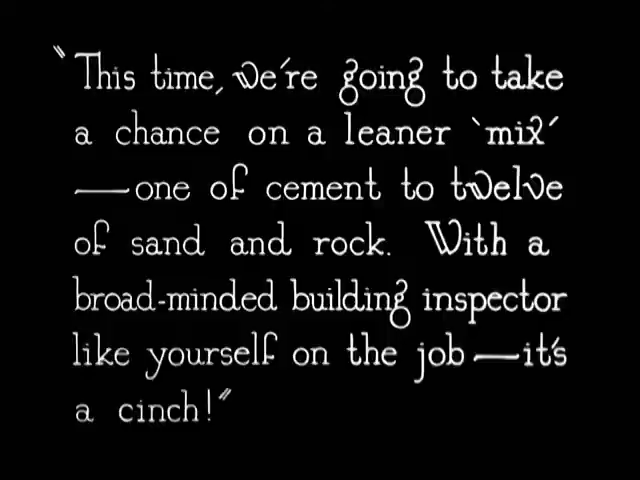 "This time, we're going to take
a chance on a leaner 'mix'
—one of cement to twelve
of sand and rock. With a
broad-minded building inspector
like yourself on the job—it's
a cinch!"